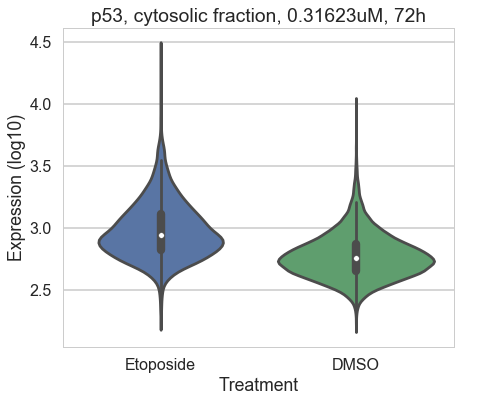 p53, cytosolic fraction, 0.31623uM, 72h
Expression (log10)
4.5
4.0
3.5
3.0
2.5
Etoposide DMSO
Treatment